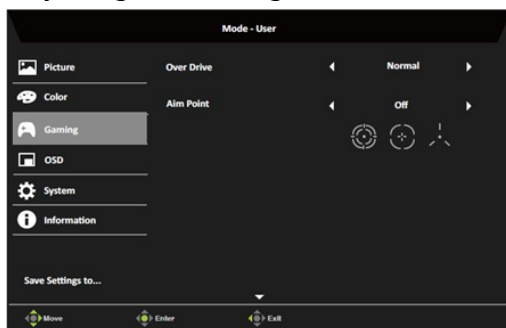 Mode - User
Picture
Over Drive Normal
Color
Aim Point Off
Gaming
OSD
System
Information
Save Settings to...
Move Enter Exit